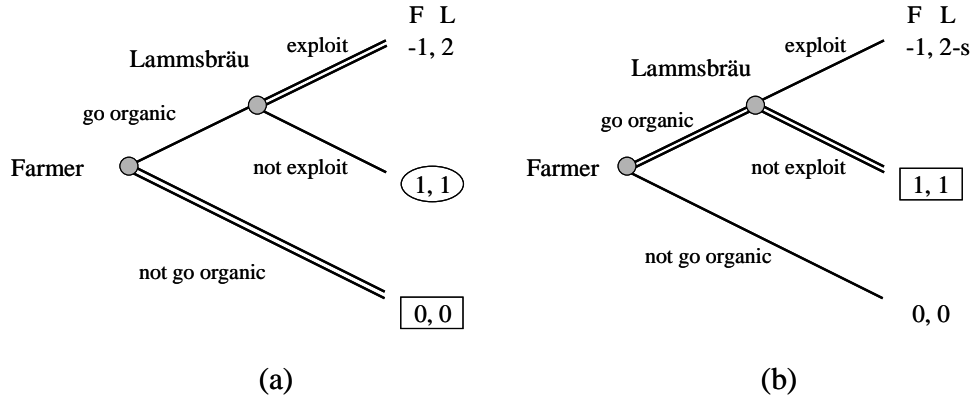 F L
exploit
-1, 2
Lammsbräu
go organic
Farmer
not exploit
1, 1
not go organic
0, 0
(a)
F L
exploit
-1, 2-s
Lammsbräu
go organic
Farmer
not exploit
1, 1
not go organic
0, 0
(b)